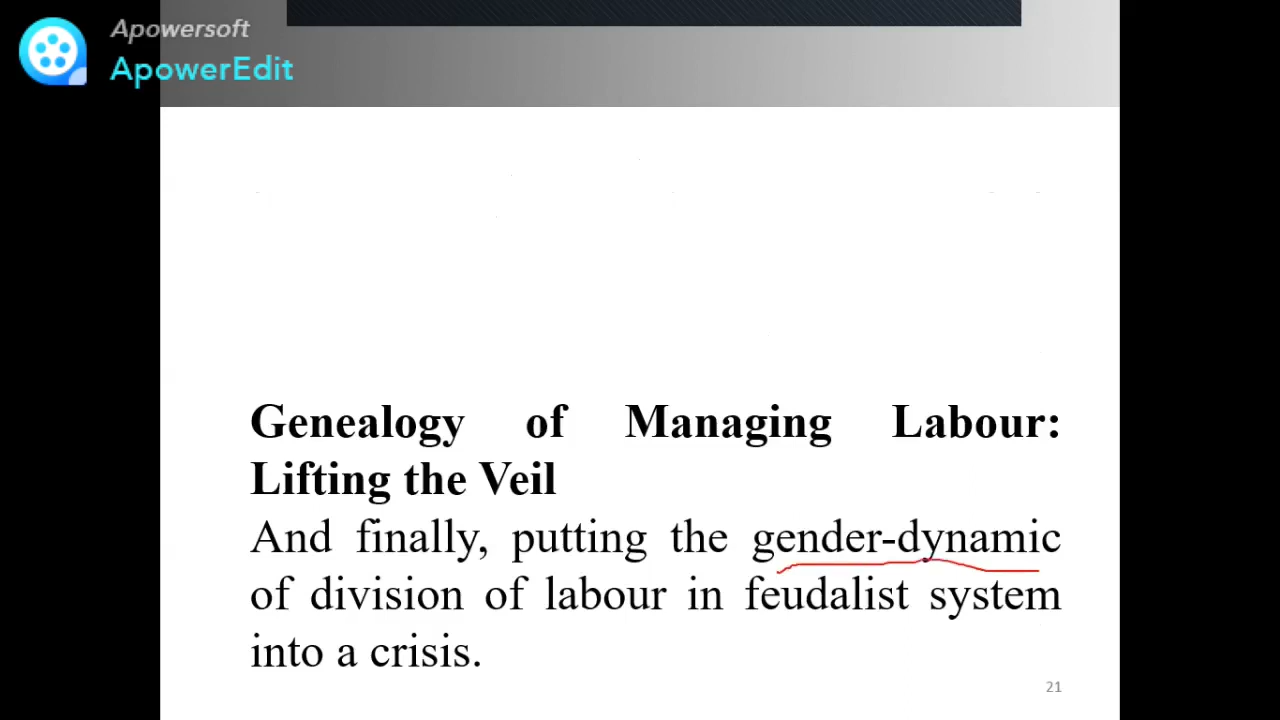 Apowersoft
ApowerEdit
Genealogy of Managing Labour:
Lifting the Veil
And finally, putting the gender-dynamic
of division of labour in feudalist system
into a crisis.
21